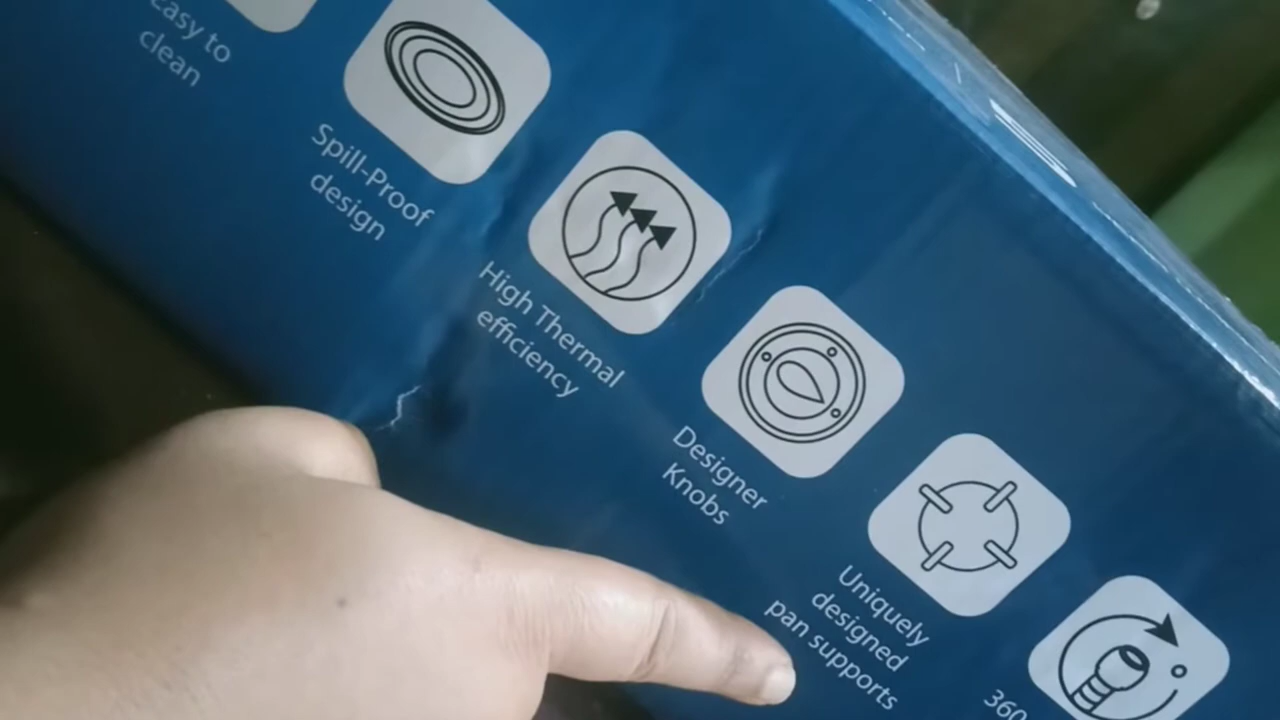 Easy to
clean
Spill-Proof
design
High Thermal
efficiency
Designer
Knobs
Uniquely
designed
pan supports
360